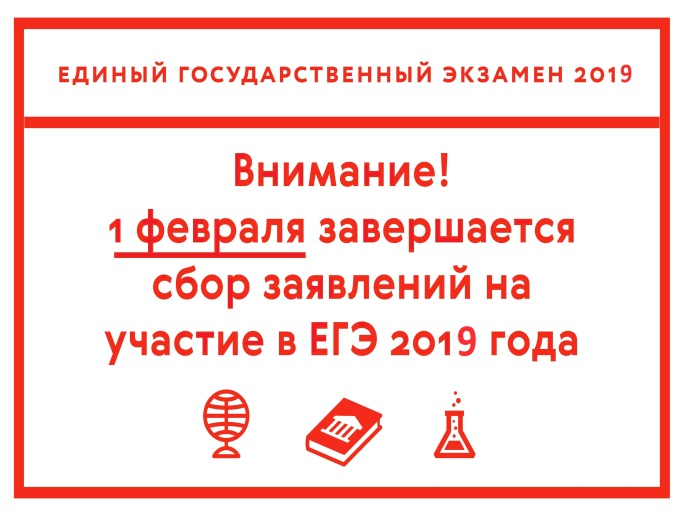 ЕДИНЫЙ ГОСУДАРСТВЕННЫЙ ЭКЗАМЕН 2019
Внимание!
1 февраля завершается
сбор заявлений на
участие в ЕГЭ 2019 года